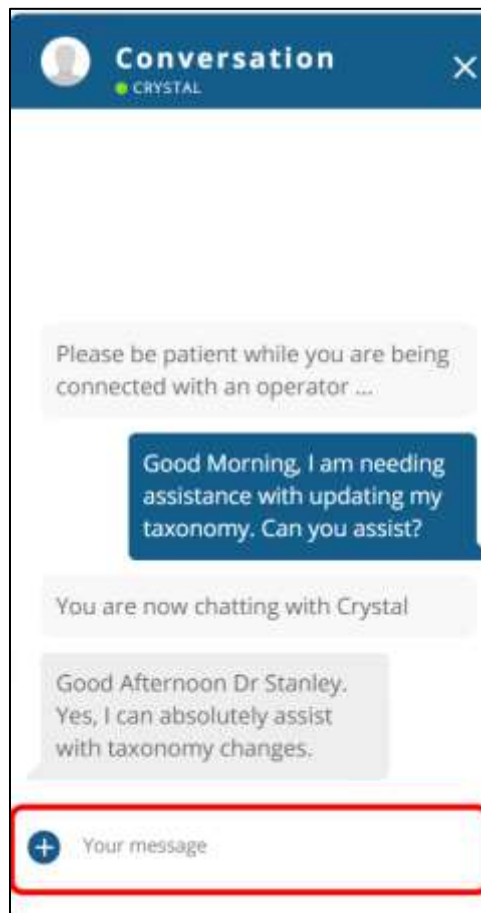 Conversation
CRYSTAL
Please be patient while you are being
connected with an operator ...
Good Morning, I am needing
assistance with updating my
taxonomy. Can you assist?
You are now chatting with Crystal
Good Afternoon Dr Stanley.
Yes, I can absolutely assist
with taxonomy changes.
Your message